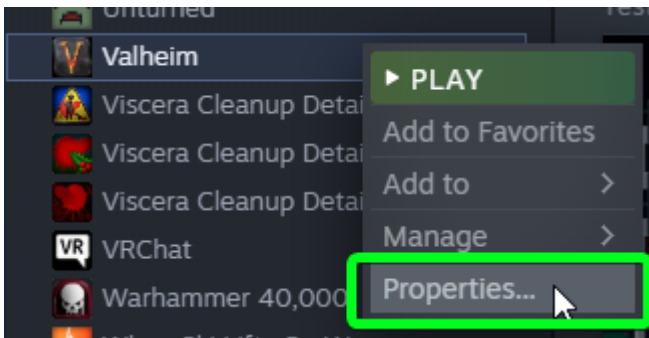 Unturned
Valheim
PLAY
Viscera Cleanup Detai
Add to Favorites
Viscera Cleanup Detai
Add to
Viscera Cleanup Detai
Manage
VR VRChat
Properties...
Warhammer 40,000